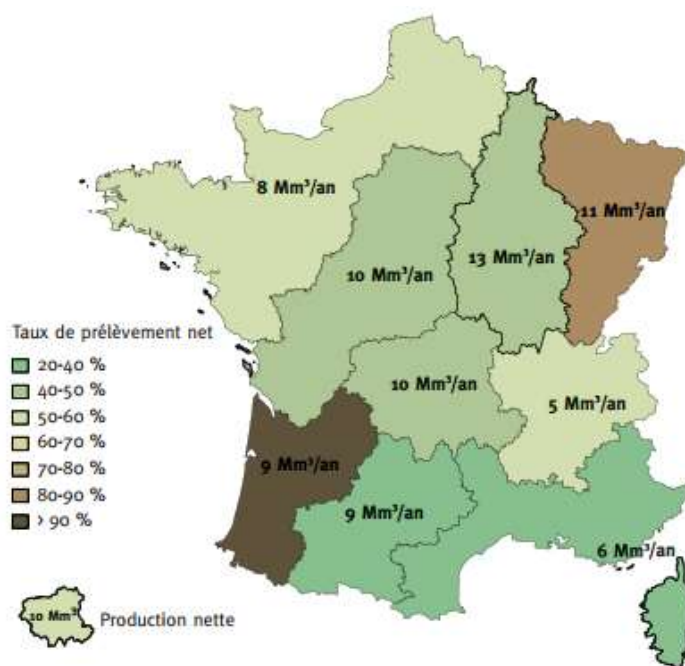 8 Mm³/an
11 Mm³/an
10 Mm³/an
13 Mm³/an
Taux de prélèvement net
20-40 %
40-50 %
50-60 %
60-70 %
70-80 %
80-90 %
> 90 %
10 Mm³/an
5 Mm³/an
9 Mm³/an
9 Mm³/an
6 Mm³/an
10 Mm³
Production nette